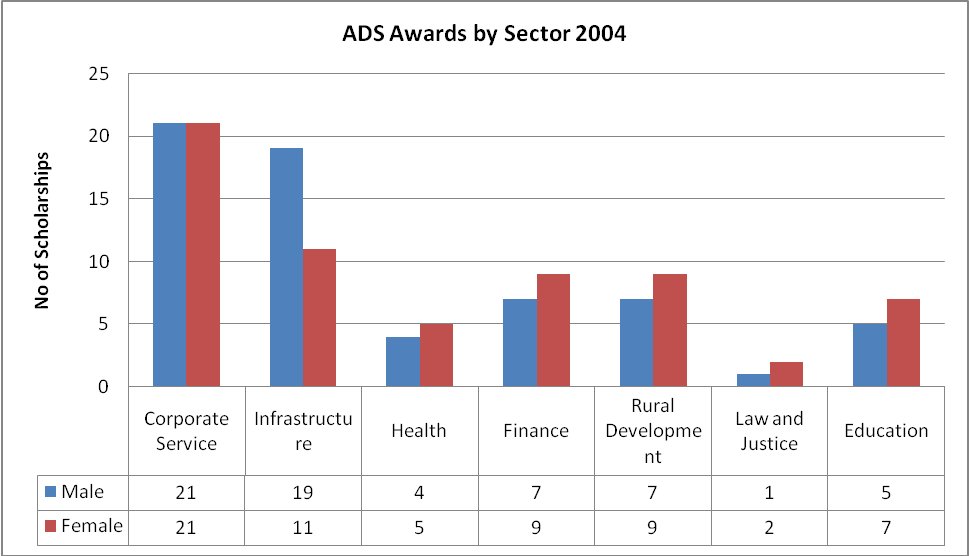 ADS Awards by Sector 2004
No of Scholarships
25
20
15
10
5
0
Corporate
Service
Infrastructu
re
Health
Finance
Rural
Developme
nt
Law and
Justice
Education
Male 21 19 4 7 7 1 5
Female 21 11 5 9 9 2 7